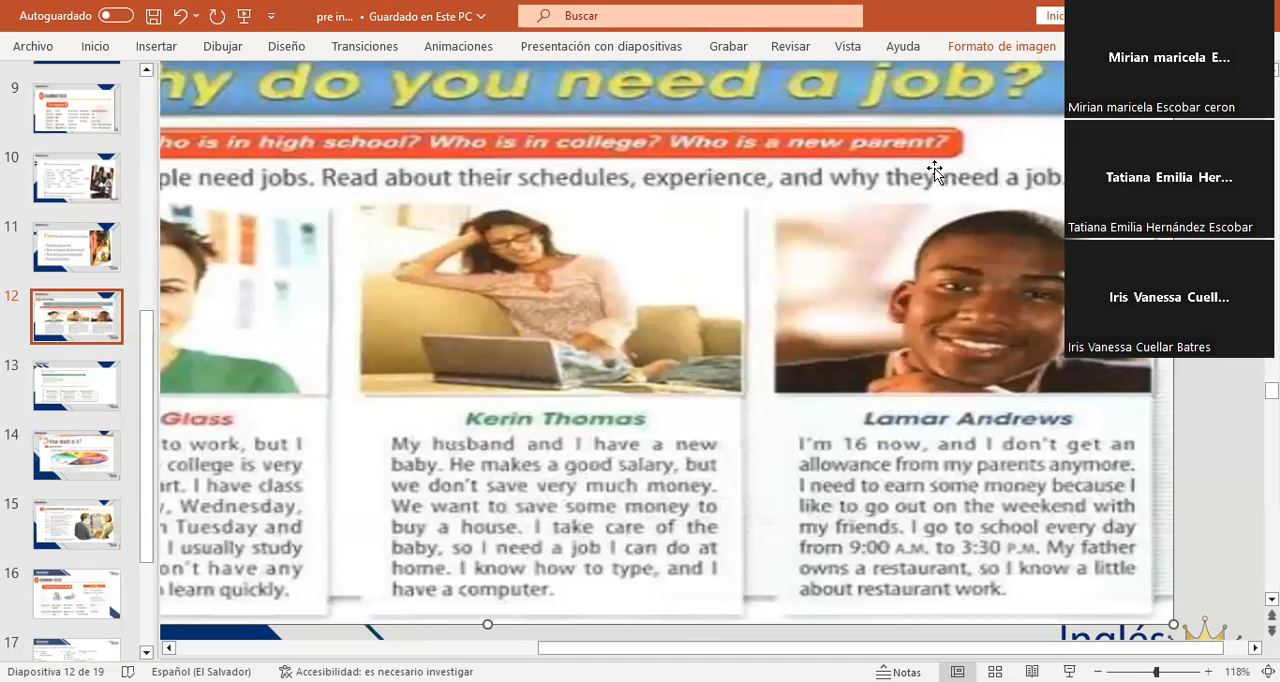 Autoguardado
pre in... • Guardado en Este PC
Buscar
Inic
Archivo Inicio Insertar Dibujar Diseño Transiciones Animaciones Presentación con diapositivas Grabar Revisar Vista Ayuda Formato de imagen
Mirian maricela E...
Mirian maricela Escobar ceron
Tatiana Emilia Her...
Tatiana Emilia Hernández Escobar
Iris Vanessa Cuell...
Iris Vanessa Cuellar Batres
9
10
11
12
13
14
15
16
17
hy do you need a job?
ho is in high school? Who is in college? Who is a new parent?
ple need jobs. Read about their schedules, experience, and why they need a job.
Glass
to work, but I
college is very
art. I have class
y, Wednesday,
n Tuesday and
I usually study
on't have any
learn quickly.
Kerin Thomas
My husband and I have a new
baby. He makes a good salary, but
we don't save very much money.
We want to save some money to
buy a house. I take care of the
baby, so I need a job I can do at
home. I know how to type, and I
have a computer.
Lamar Andrews
I'm 16 now, and I don't get an
allowance from my parents anymore.
I need to earn some money because I
like to go out on the weekend with
my friends. I go to school every day
from 9:00 A.M. to 3:30 P.M. My father
owns a restaurant, so I know a little
about restaurant work.
Inglés
Diapositiva 12 de 19
Español (El Salvador)
Accesibilidad: es necesario investigar
Notas
118%